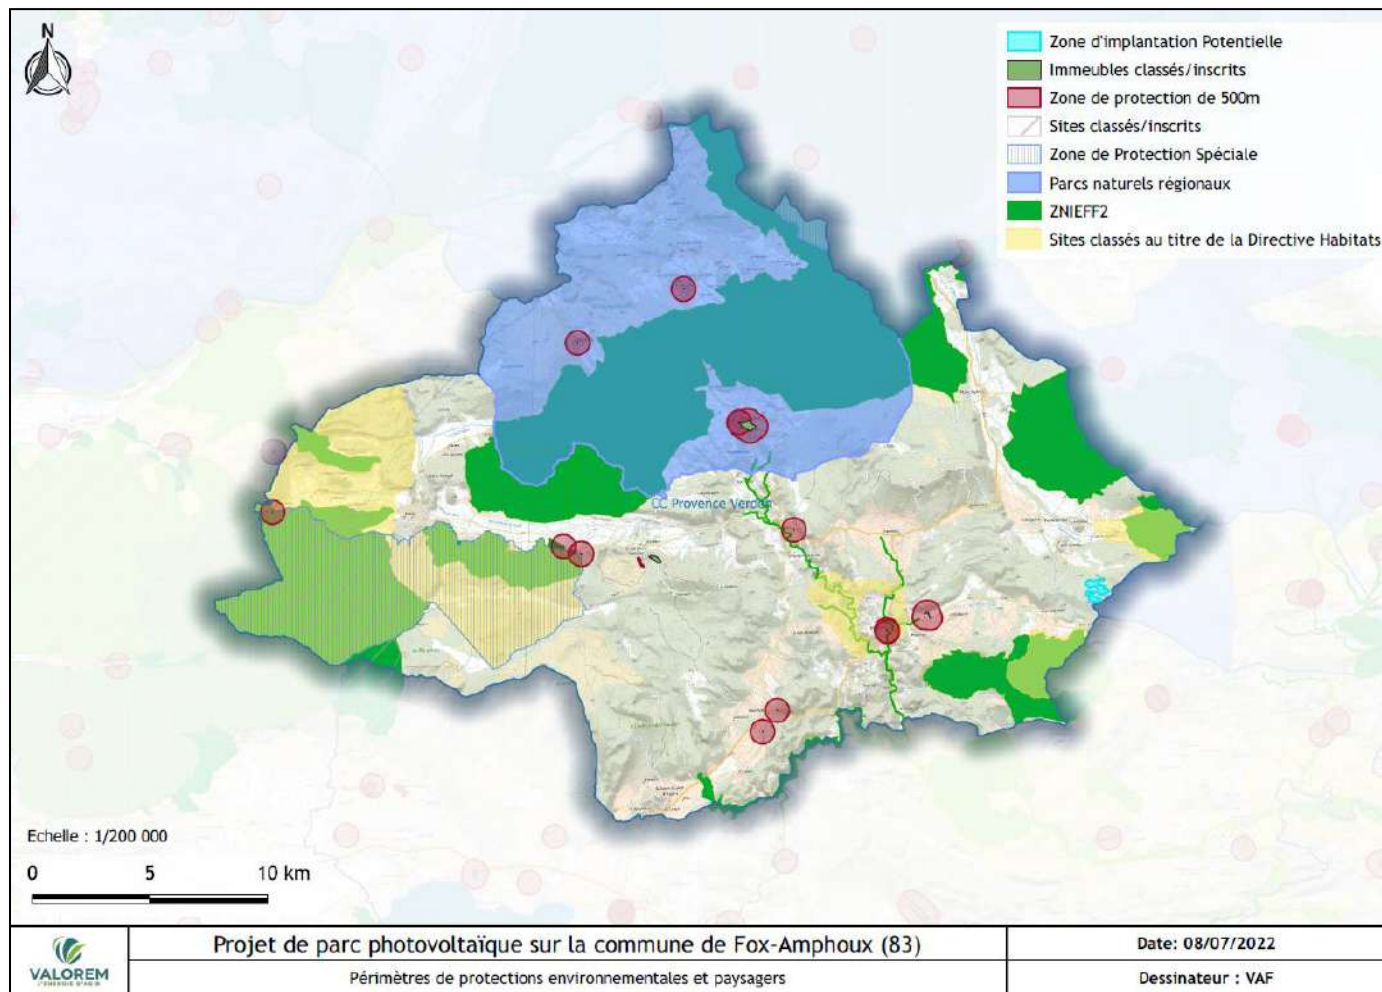 N
Zone d'implantation Potentielle
Immeubles classés/inscrits
Zone de protection de 500m
Sites classés/inscrits
Zone de Protection Spéciale
Parcs naturels régionaux
ZNIEFF2
Sites classés au titre de la Directive Habitats
CC Provence Verdon
Echelle : 1/200 000
0 5 10 km
VALOREM
Projet de parc photovoltaïque sur la commune de Fox-Amphoux (83)
Périmètres de protections environnementales et paysagers
Date: 08/07/2022
Dessinateur : VAF